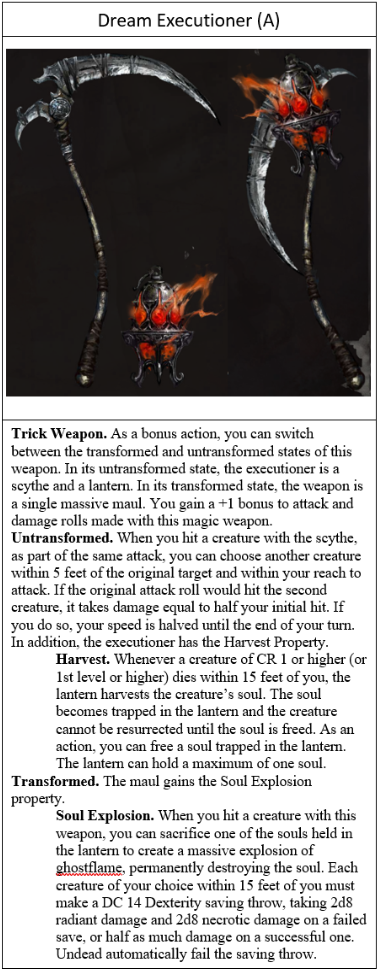 Dream Executioner (A)
Trick Weapon. As a bonus action, you can switch
between the transformed and untransformed states of this
weapon. In its untransformed state, the executioner is a
scythe and a lantern. In its transformed state, the weapon is
a single massive maul. You gain a +1 bonus to attack and
damage rolls made with this magic weapon.
Untransformed. When you hit a creature with the scythe,
as part of the same attack, you can choose another creature
within 5 feet of the original target and within your reach to
attack. If the original attack roll would hit the second
creature, it takes damage equal to half your initial hit. If
you do so, your speed is halved until the end of your turn.
In addition, the executioner has the Harvest Property.
Harvest. Whenever a creature of CR 1 or higher (or
1st level or higher) dies within 15 feet of you, the
lantern harvests the creature’s soul. The soul
becomes trapped in the lantern and the creature
cannot be resurrected until the soul is freed. As an
action, you can free a soul trapped in the lantern.
The lantern can hold a maximum of one soul.
Transformed. The maul gains the Soul Explosion
property.
Soul Explosion. When you hit a creature with this
weapon, you can sacrifice one of the souls held in
the lantern to create a massive explosion of
ghostflame, permanently destroying the soul. Each
creature of your choice within 15 feet of you must
make a DC 14 Dexterity saving throw, taking 2d8
radiant damage and 2d8 necrotic damage on a failed
save, or half as much damage on a successful one.
Undead automatically fail the saving throw.